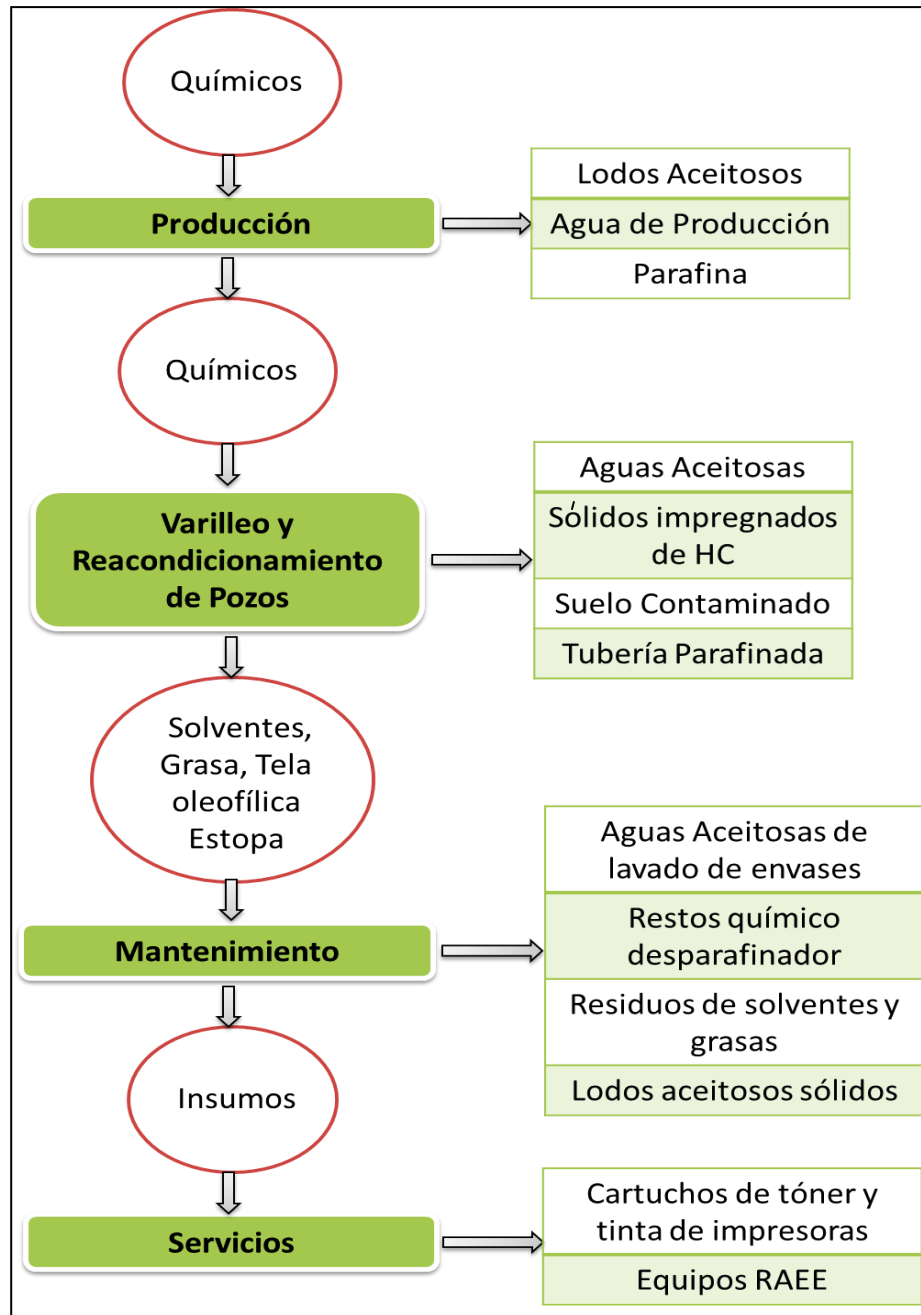 Químicos
Producción
Lodos Aceitosos
Agua de Producción
Parafina
Químicos
Varilleo y
Reacondicionamiento
de Pozos
Aguas Aceitosas
Sólidos impregnados
de HC
Suelo Contaminado
Tubería Parafinada
Solventes,
Grasa, Tela
oleofílica
Estopa
Mantenimiento
Aguas Aceitosas de
lavado de envases
Restos químico
desparafinador
Residuos de solventes y
grasas
Lodos aceitosos sólidos
Insumos
Servicios
Cartuchos de tóner y
tinta de impresoras
Equipos RAEE